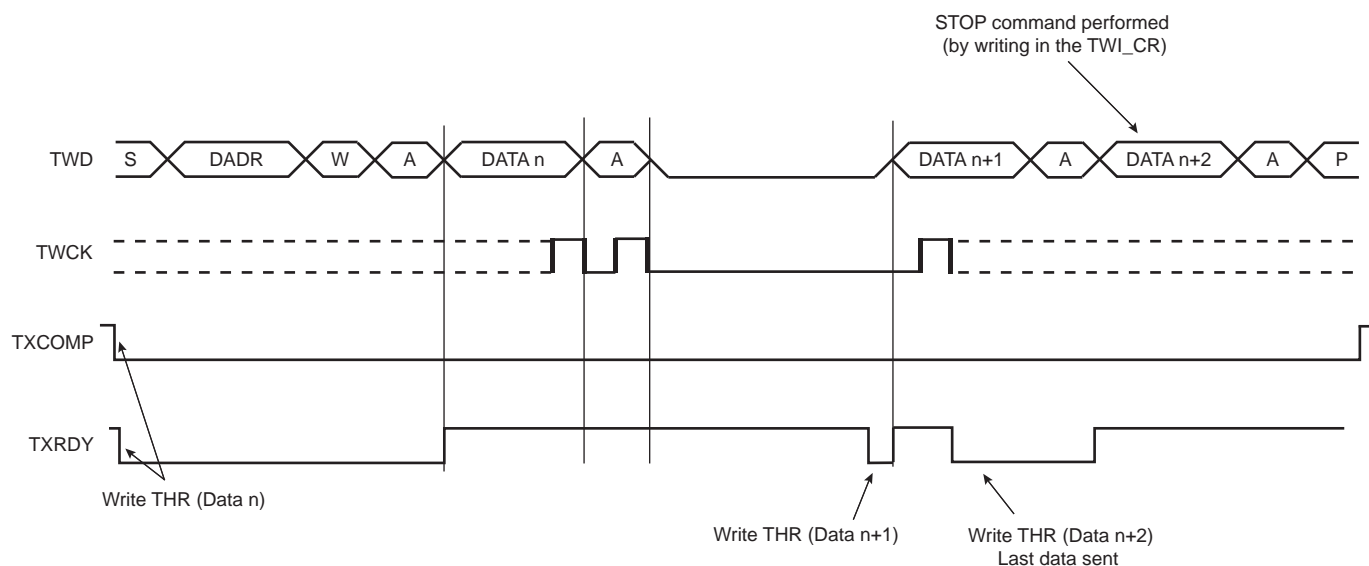 STOP command performed
(by writing in the TWI_CR)
TWD
S
DADR
W
A
DATA n
A
DATA n+1
A
DATA n+2
A
P
TWCK
TXCOMP
TXRDY
Write THR (Data n)
Write THR (Data n+1)
Write THR (Data n+2)
Last data sent